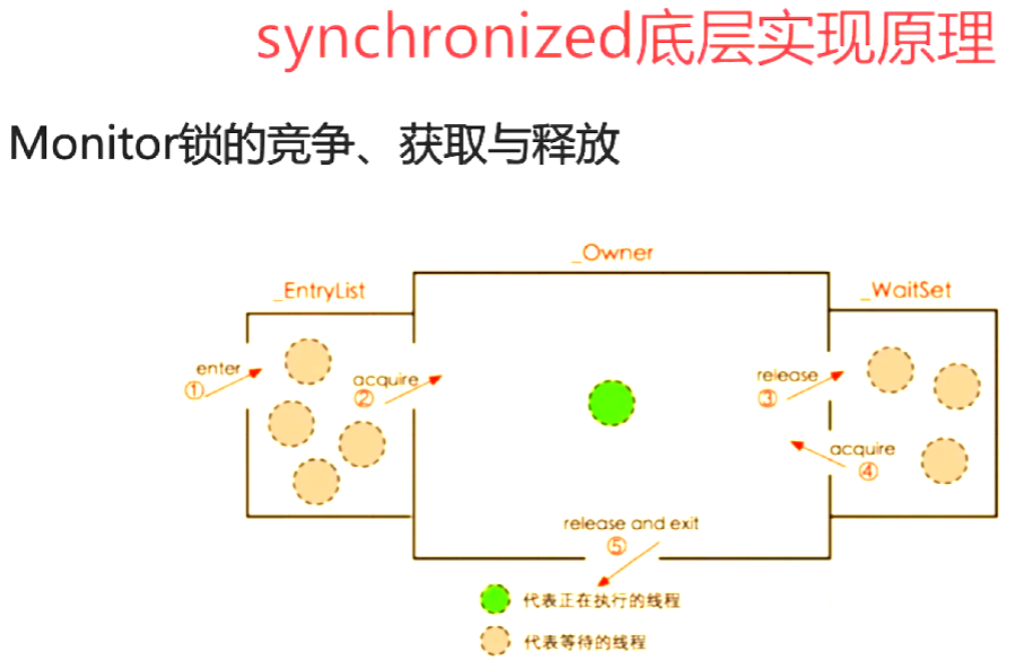 synchronized底层实现原理
Monitor锁的竞争、获取与释放
_Owner
_EntryList
_WaitSet
enter
①
acquire
②
release
③
acquire
④
release and exit
⑤
代表正在执行的线程
代表等待的线程